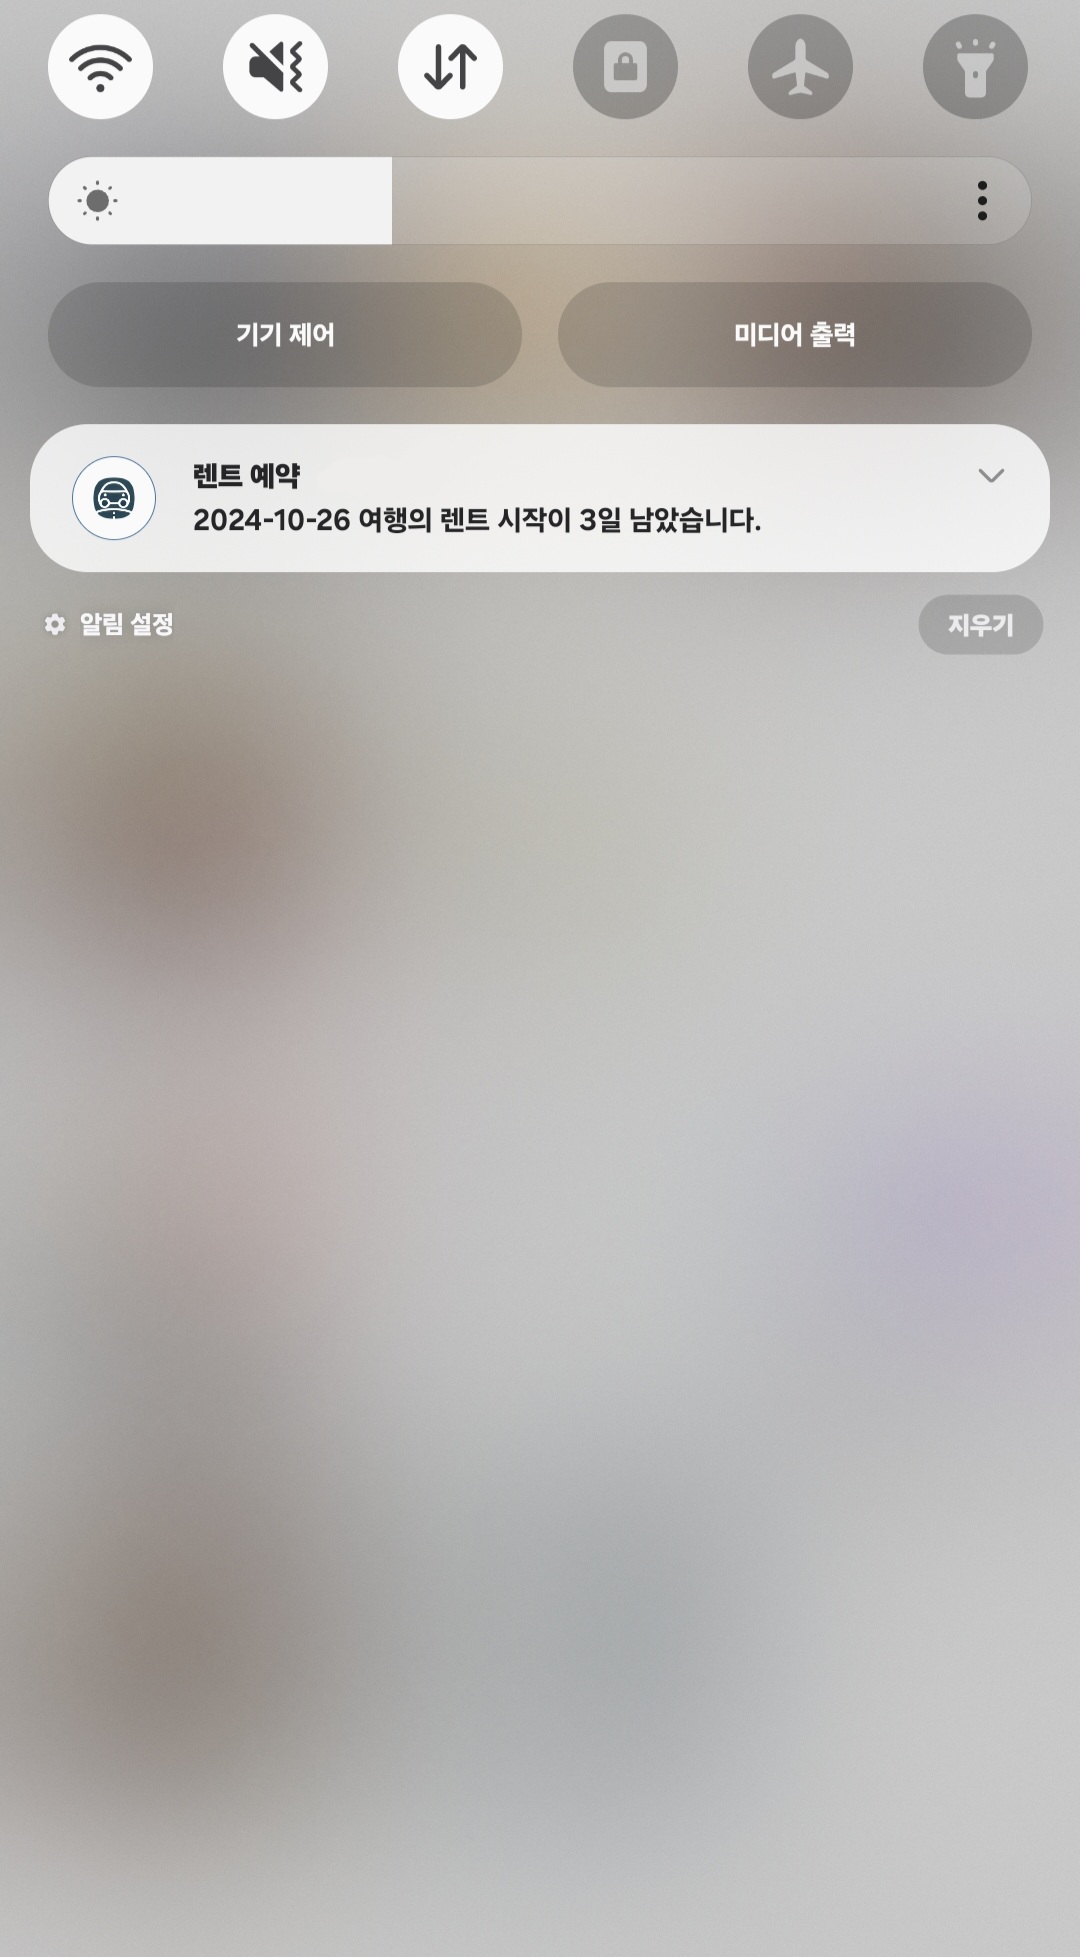 기기 제어
미디어 출력
렌트 예약
2024-10-26 여행의 렌트 시작이 3일 남았습니다.
알림 설정
지우기